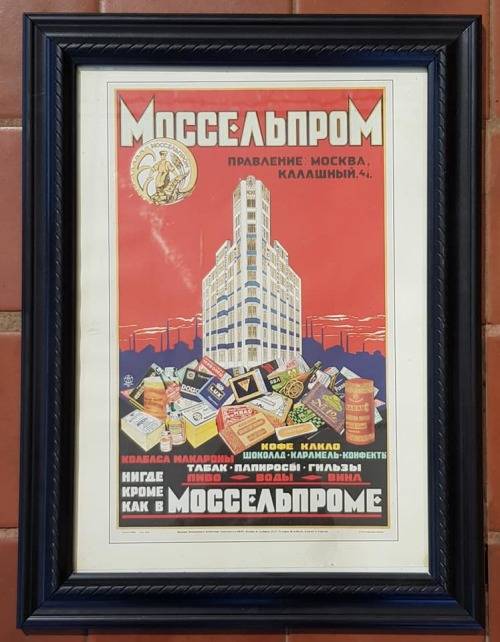 МОССЕЛЬПРОМ
ПРАВЛЕНИЕ: МОСКВА,
КАЛАШНЫЙ.
МОССЕЛЬПРОМ
КОФЕ КАКАО
КОЛБАСА МАКАРОНЫ
ШОКОЛАД · КАРАМЕЛЬ · КОНФЕКТЫ
ТАБАК · ПАПИРОСЫ · ГИЛЬЗЫ
ПИВО ВОДЫ ВИНА
НИГДЕ
КРОМЕ
КАК В
МОССЕЛЬПРОМЕ